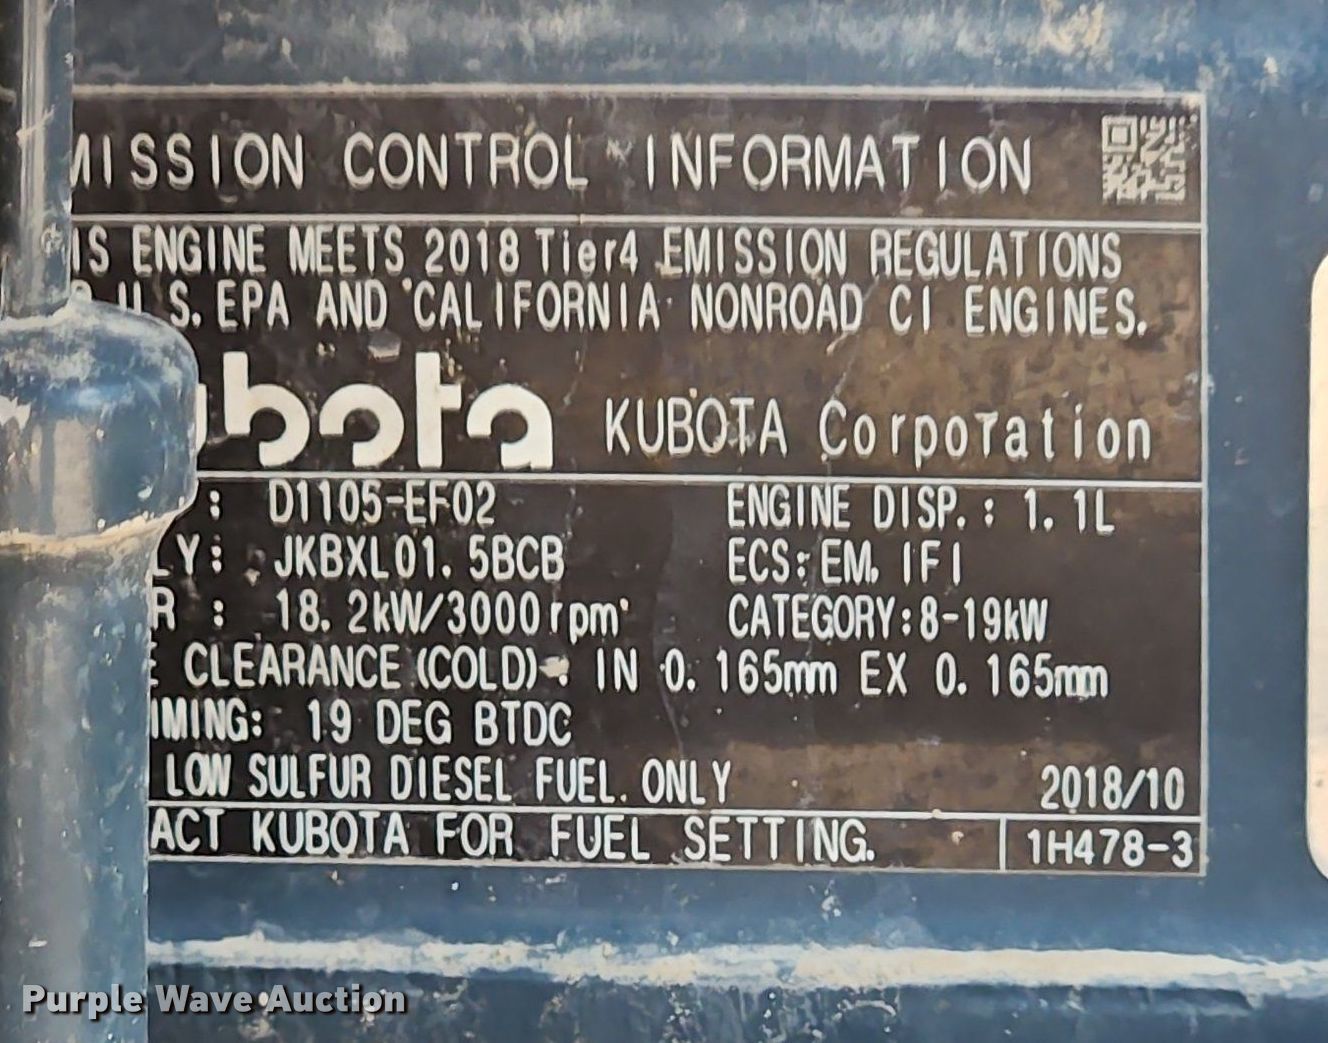 MISSION CONTROL INFORMATION
IS ENGINE MEETS 2018 Tier4 EMISSION REGULATIONS
U.S. EPA AND CALIFORNIA NONROAD CI ENGINES.
ubota KUBOTA Corporation
: D1105-EF02 ENGINE DISP.: 1.1L
LY: JKBXL01.5BCB ECS: EM, IFI
R : 18.2kW/3000rpm CATEGORY: 8-19kW
E CLEARANCE (COLD) : IN 0.165mm EX 0.165mm
IMING: 19 DEG BTDC
LOW SULFUR DIESEL FUEL ONLY 2018/10
ACT KUBOTA FOR FUEL SETTING. 1H478-3
Purple Wave Auction